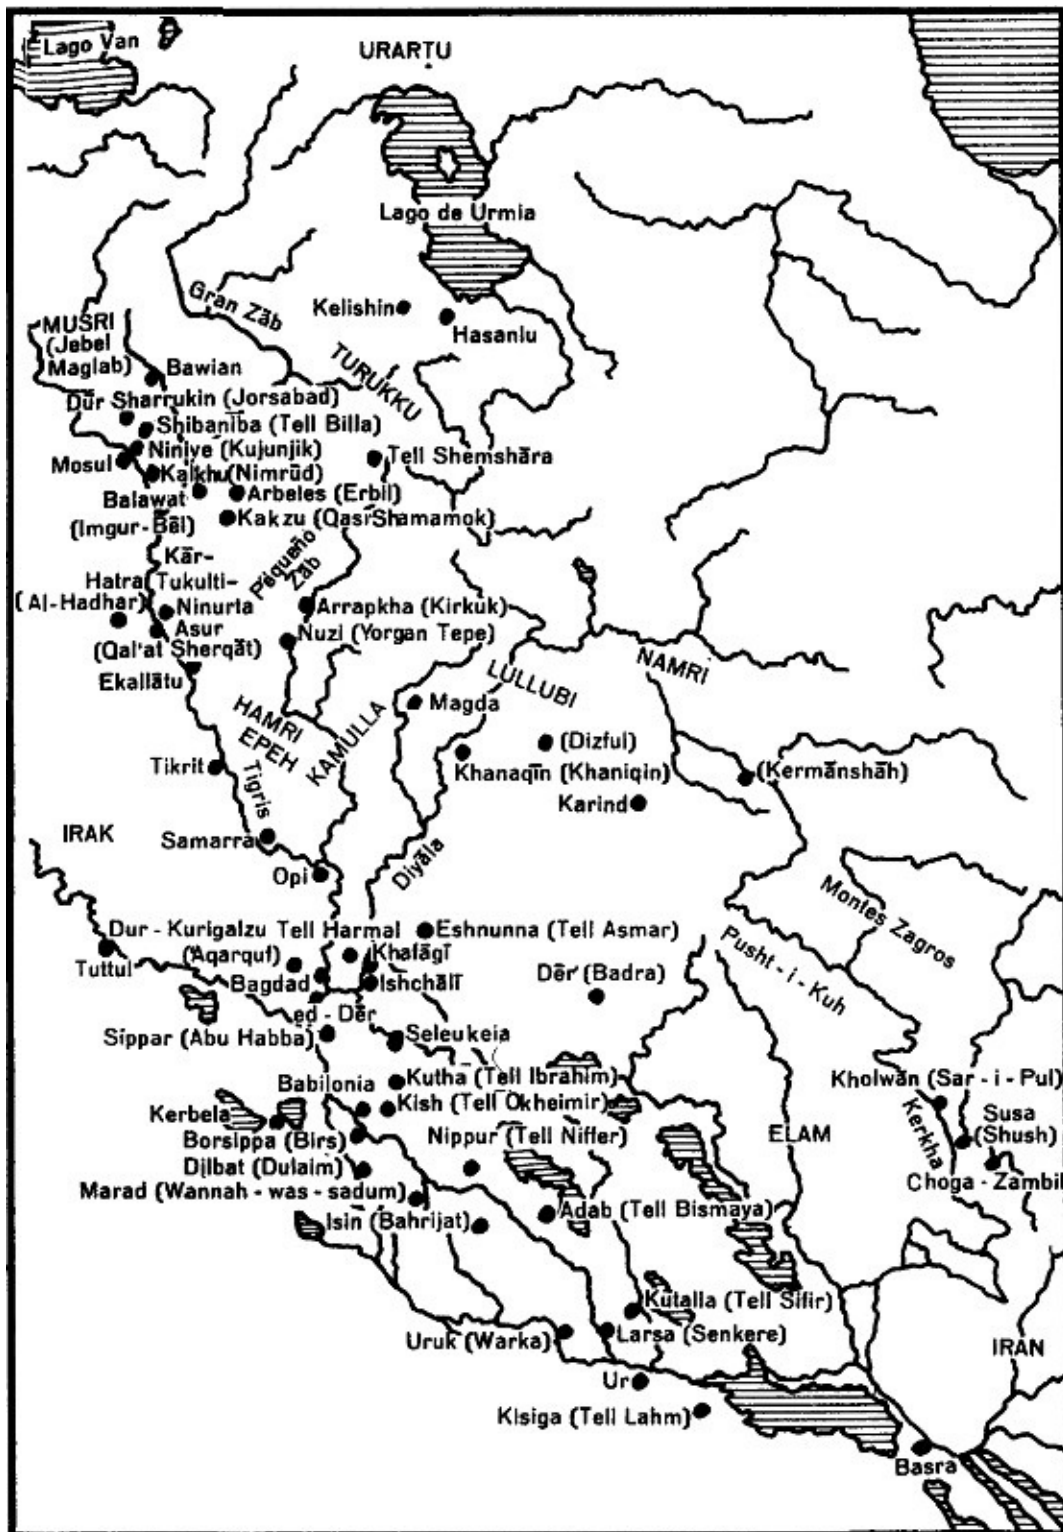 Lago Van
URARTU
Lago de Urmia
Gran Zāb
Kelishin
Hasanlu
MUSRI
(Jebel
Maglab)
Bawian
TURUKKU
Dūr Sharrukin (Jorsabad)
Shibanība (Tell Billa)
Ninive (Kujunjik)
Mosul
Kalkhu (Nimrūd)
Tell Shemshāra
Balawat
(Imgur-Bēl)
Arbeles (Erbil)
Kakzu (Qasr Shamamok)
Pequeño
Zāb
Kār-
Tukulti-
Ninurta
Hatra
(Al-Hadhar)
Asur
(Qal'at Sherqāt)
Arrapkha (Kirkuk)
Nuzi (Yorgan Tepe)
Ekallātu
LULLUBI
NAMRI
HAMRI
EPEH
KAMULLA
Magda
(Dizful)
Khanaqīn (Khaniqin)
(Kermānshāh)
Karind
Tikrit
Tigris
IRAK
Samarra
Diyāla
Opi
Montes Zagros
Dur - Kurigalzu
('Aqarquf)
Tell Harmal
Eshnunna (Tell Asmar)
Tuttul
Khafāgī
Bagdad
Ishchālī
Dēr (Badra)
Pusht - i - Kuh
ed - Dēr
Sippar (Abu Habba)
Seleukeia
Babilonia
Kutha (Tell Ibrahim)
Kish (Tell Okheimir)
Kerbela
Borsippa (Birs)
Nippur (Tell Niffer)
ELAM
Kholwān (Sar - i - Pul)
Kerkha
Susa
(Shush)
Choga - Zambil
Dilbat (Dulaim)
Marad (Wannah - was - sadum)
Isin (Bahrijat)
Adab (Tell Bismaya)
Kutalla (Tell Sifir)
Uruk (Warka)
Larsa (Senkere)
IRAN
Ur
Kisiga (Tell Lahm)
Basra